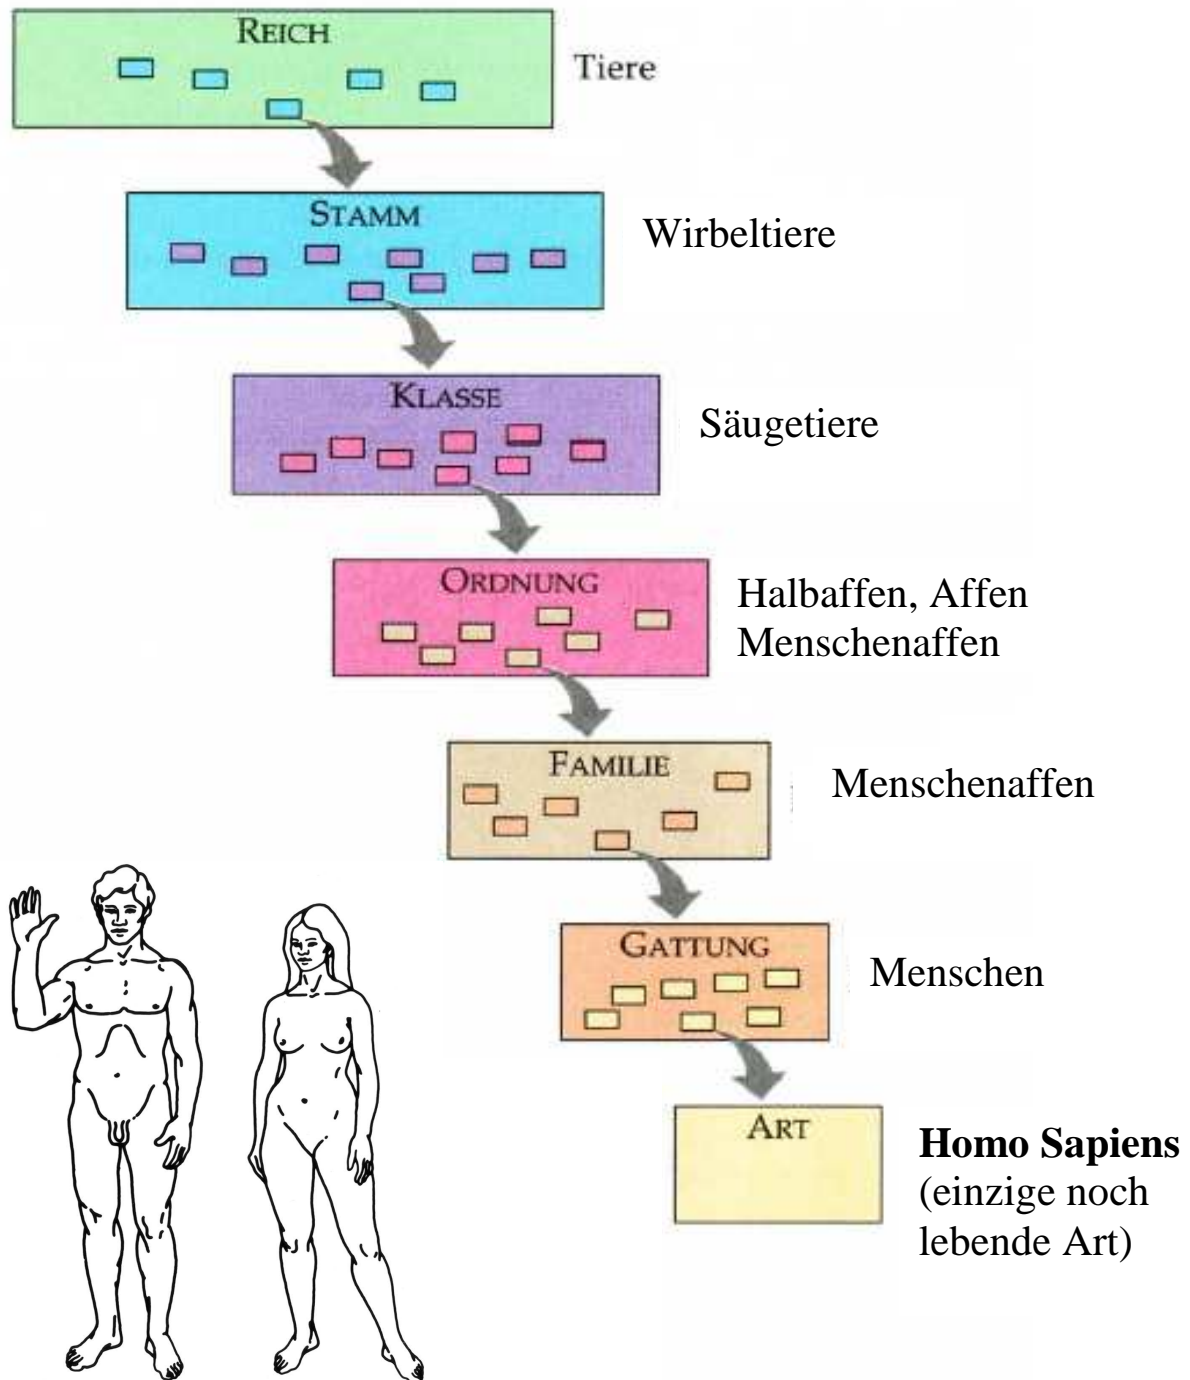 REICH
Tiere
STAMM
Wirbeltiere
KLASSE
Säugetiere
ORDNUNG
Halbaffen, Affen
Menschenaffen
FAMILIE
Menschenaffen
GATTUNG
Menschen
ART
Homo Sapiens
(einzige noch
lebende Art)